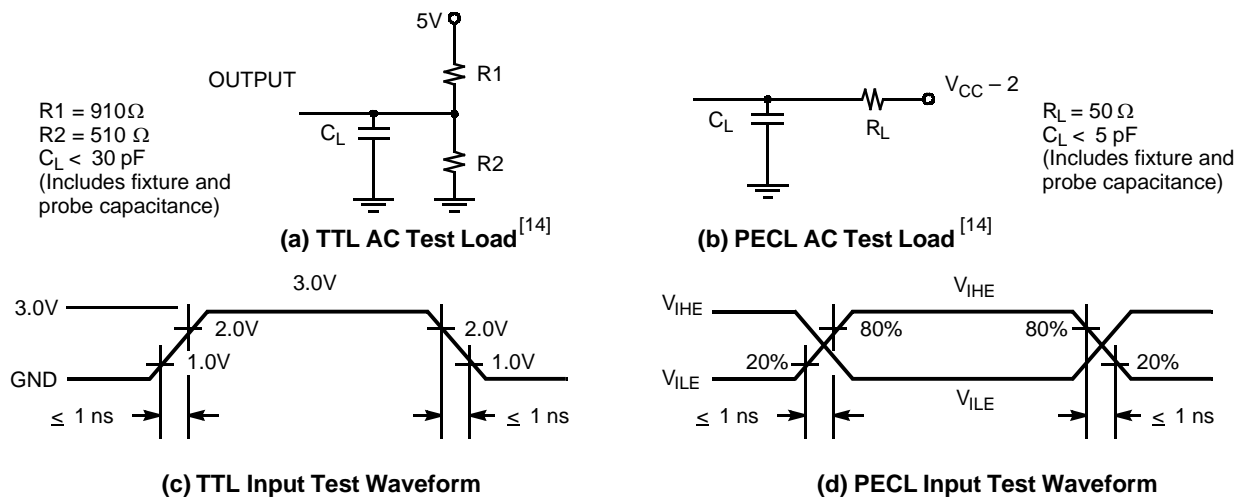 5V
R1
OUTPUT
R1 = 910Ω
R2 = 510 Ω
C_L < 30 pF
(Includes fixture and
probe capacitance)
C_L
R2
(a) TTL AC Test Load [14]
V_CC – 2
C_L
R_L
R_L = 50 Ω
C_L < 5 pF
(Includes fixture and
probe capacitance)
(b) PECL AC Test Load [14]
3.0V
3.0V
2.0V
2.0V
1.0V
1.0V
GND
≤ 1 ns
≤ 1 ns
(c) TTL Input Test Waveform
V_IHE
V_IHE
80%
80%
20%
20%
V_ILE
V_ILE
≤ 1 ns
≤ 1 ns
(d) PECL Input Test Waveform